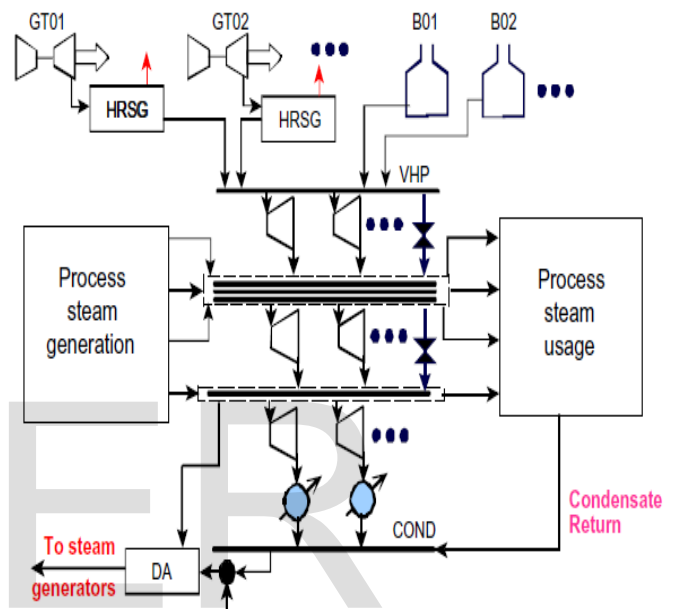 GT01
GT02
B01
B02
HRSG
HRSG
VHP
Process
steam
generation
Process
steam
usage
Condensate
Return
COND
To steam
generators
DA
ER